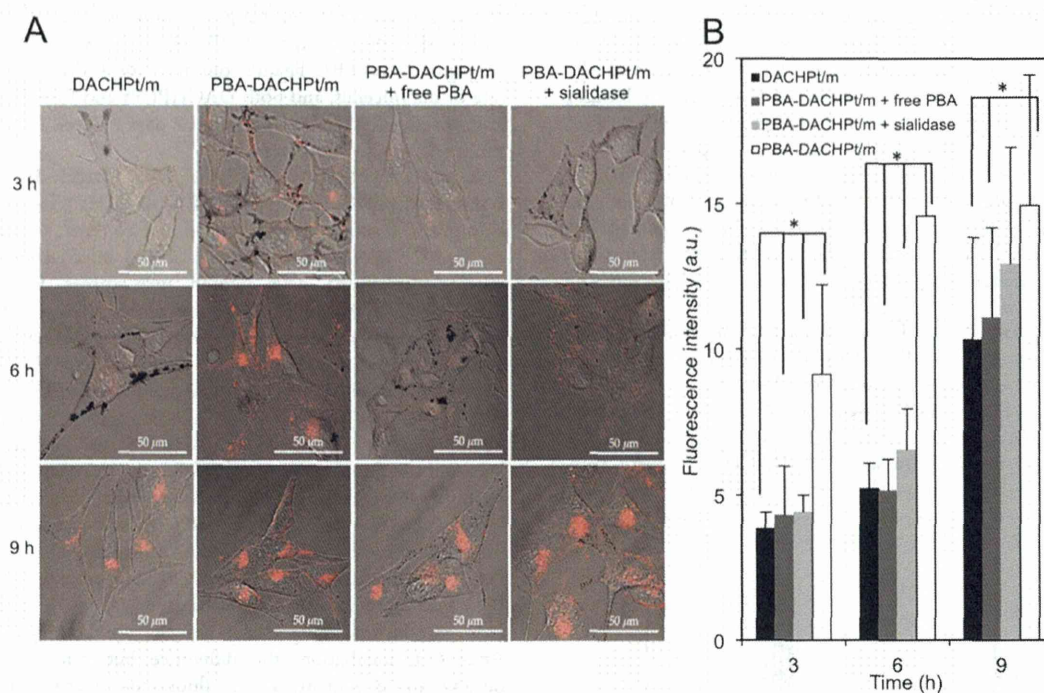 A
DACHPt/m
PBA-DACHPt/m
PBA-DACHPt/m
+ free PBA
PBA-DACHPt/m
+ sialidase
3 h
50 µm
50 µm
50 µm
50 µm
6 h
50 µm
50 µm
50 µm
50 µm
9 h
50 µm
50 µm
50 µm
50 µm
B
Fluorescence intensity (a.u.)
20
15
10
5
0
DACHPt/m
PBA-DACHPt/m + free PBA
PBA-DACHPt/m + sialidase
PBA-DACHPt/m
*
*
*
3
6
9
Time (h)